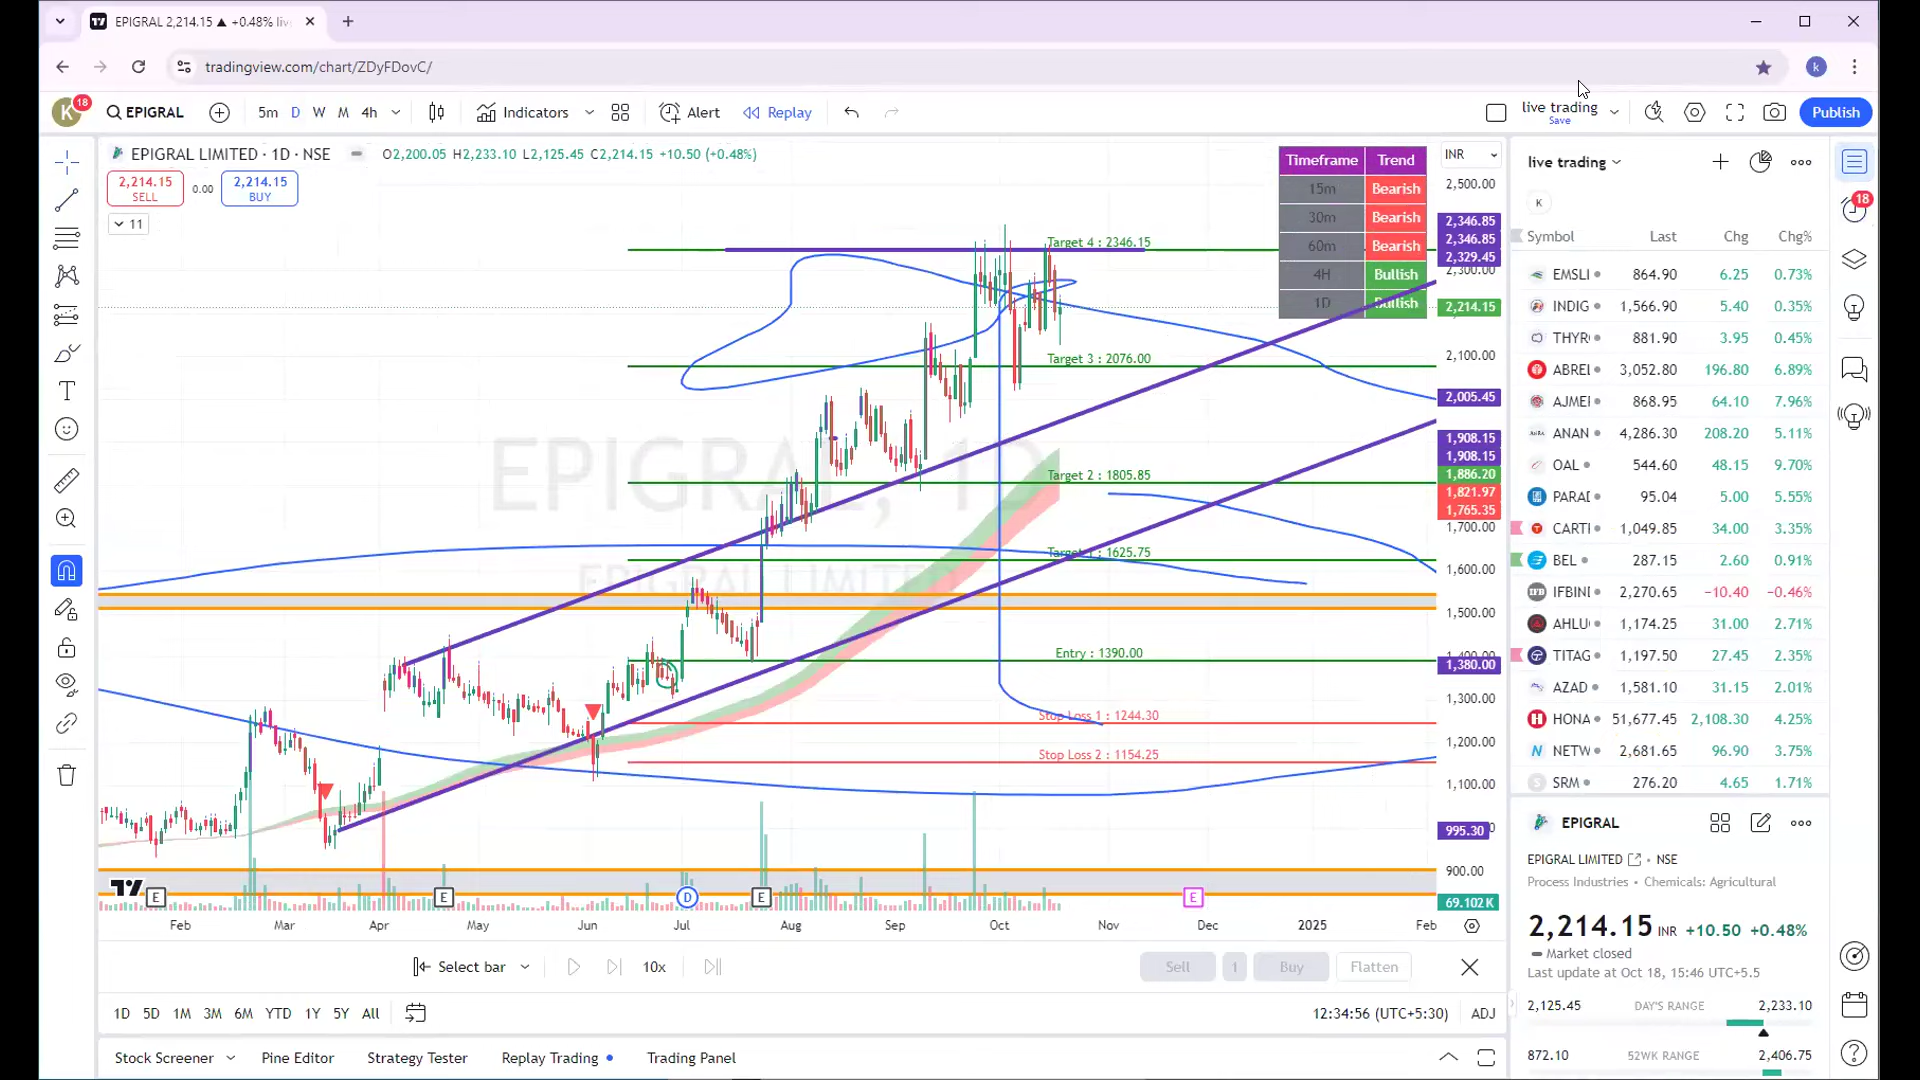 EPIGRAL 2,214.15 ▲ +0.48% liv
tradingview.com/chart/ZDyFDovC/
K 18 EPIGRAL 5m D W M 4h Indicators Alert Replay live trading Save Publish
EPIGRAL LIMITED · 1D · NSE O2,200.05 H2,233.10 L2,125.45 C2,214.15 +10.50 (+0.48%)
2,214.15 SELL 0.00 2,214.15 BUY
11
Timeframe Trend
15m Bearish
30m Bearish
60m Bearish
4H Bullish
1D Bullish
Target 4 : 2346.15
Target 3 : 2076.00
Target 2 : 1805.85
Target 1 : 1625.75
Entry : 1390.00
Stop Loss 1 : 1244.30
Stop Loss 2 : 1154.25
EPIGRAL, 1D
EPIGRAL LIMITED
INR
2,500.00
2,346.85
2,346.85
2,329.45
2,300.00
2,214.15
2,100.00
2,005.45
1,908.15
1,908.15
1,886.20
1,821.97
1,765.35
1,700.00
1,600.00
1,500.00
1,380.00
1,300.00
1,200.00
1,100.00
995.30
900.00
69.102K
E E D E E
Feb Mar Apr May Jun Jul Aug Sep Oct Nov Dec 2025 Feb
Select bar 10x Sell 1 Buy Flatten
1D 5D 1M 3M 6M YTD 1Y 5Y All 12:34:56 (UTC+5:30) ADJ
Stock Screener Pine Editor Strategy Tester Replay Trading Trading Panel
live trading
K
18
Symbol Last Chg Chg%
EMSLI 864.90 6.25 0.73%
INDIG 1,566.90 5.40 0.35%
THYR 881.90 3.95 0.45%
ABREL 3,052.80 196.80 6.89%
AJMEI 868.95 64.10 7.96%
ANAN 4,286.30 208.20 5.11%
OAL 544.60 48.15 9.70%
PARAI 95.04 5.00 5.55%
CARTI 1,049.85 34.00 3.35%
BEL 287.15 2.60 0.91%
IFBINI 2,270.65 −10.40 −0.46%
AHLU 1,174.25 31.00 2.71%
TITAG 1,197.50 27.45 2.35%
AZAD 1,581.10 31.15 2.01%
HONA 51,677.45 2,108.30 4.25%
NETW 2,681.65 96.90 3.75%
SRM 276.20 4.65 1.71%
EPIGRAL
EPIGRAL LIMITED • NSE
Process Industries • Chemicals: Agricultural
2,214.15 INR +10.50 +0.48%
Market closed
Last update at Oct 18, 15:46 UTC+5.5
2,125.45 DAY'S RANGE 2,233.10
872.10 52WK RANGE 2,406.75